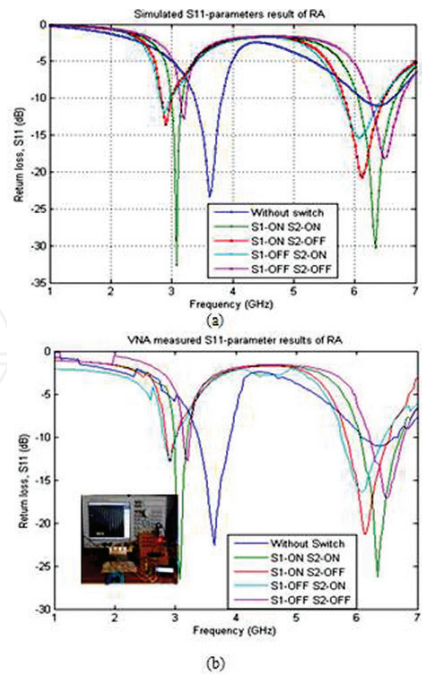 Simulated S11-parameters result of RA
0
-5
-10
-15
-20
-25
-30
-35
Return loss, S11 (dB)
Without switch
S1-ON S2-ON
S1-ON S2-OFF
S1-OFF S2-ON
S1-OFF S2-OFF
1 2 3 4 5 6 7
Frequency (GHz)
(a)
VNA measured S11-parameter results of RA
0
-5
-10
-15
-20
-25
-30
Return loss, S11 (dB)
Without Switch
S1-ON S2-ON
S1-ON S2-OFF
S1-OFF S2-ON
S1-OFF S2-OFF
1 2 3 4 5 6 7
Frequency (GHz)
(b)